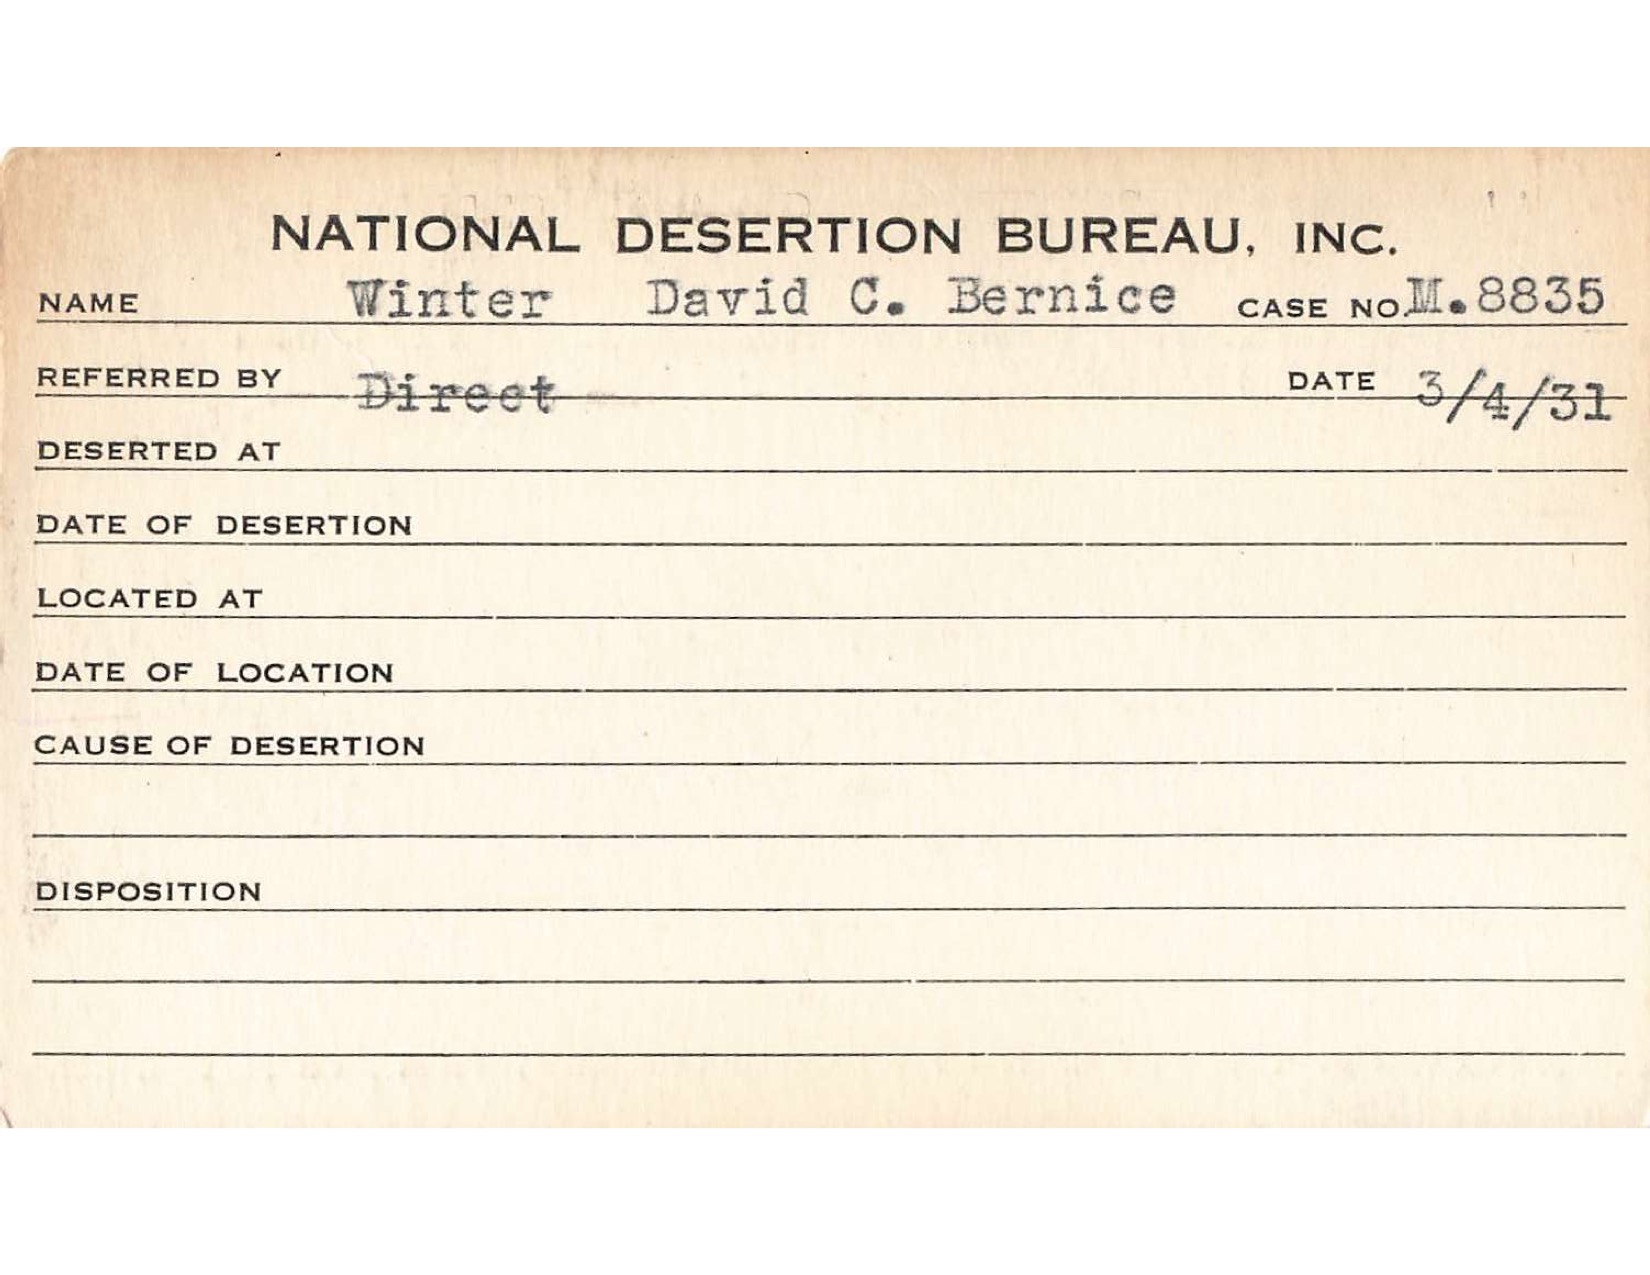 NATIONAL DESERTION BUREAU, INC.
NAME Winter David C. Bernice CASE NO. M.8835
REFERRED BY Direct DATE 3/4/31
DESERTED AT
DATE OF DESERTION
LOCATED AT
DATE OF LOCATION
CAUSE OF DESERTION
DISPOSITION